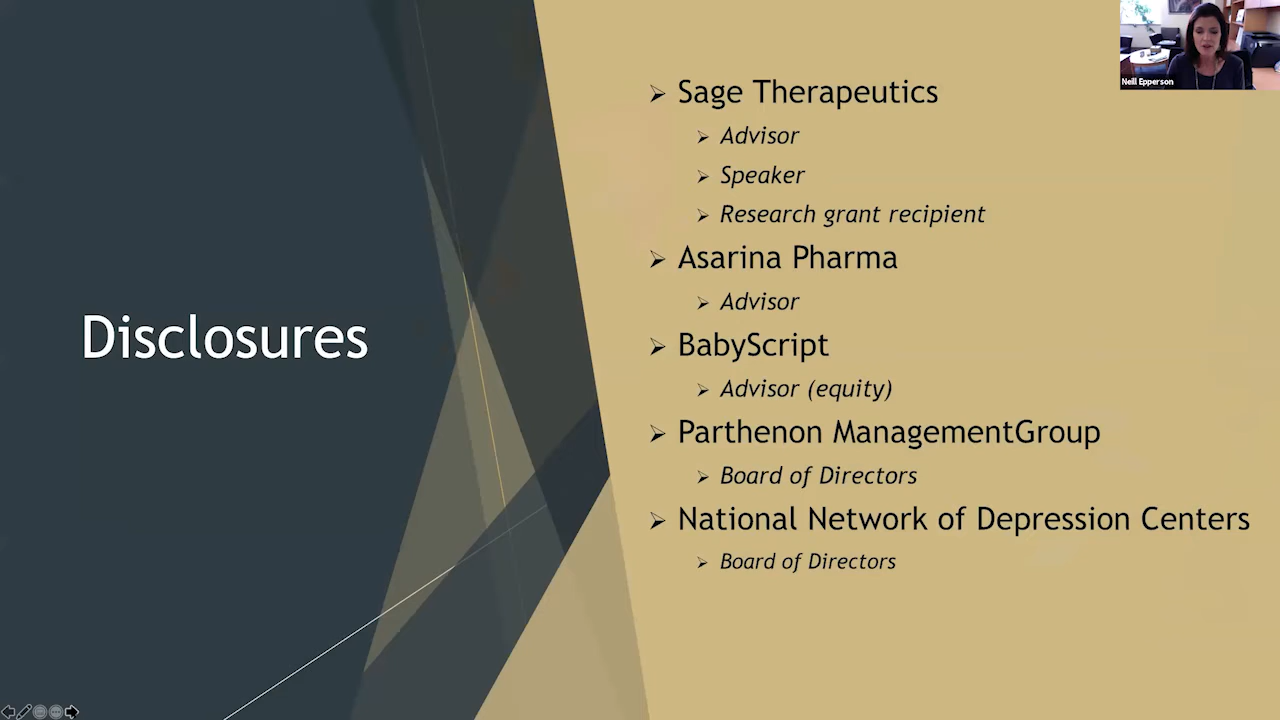 Disclosures
Sage Therapeutics
Advisor
Speaker
Research grant recipient
Asarina Pharma
Advisor
BabyScript
Advisor (equity)
Parthenon ManagementGroup
Board of Directors
National Network of Depression Centers
Board of Directors
Neill Epperson